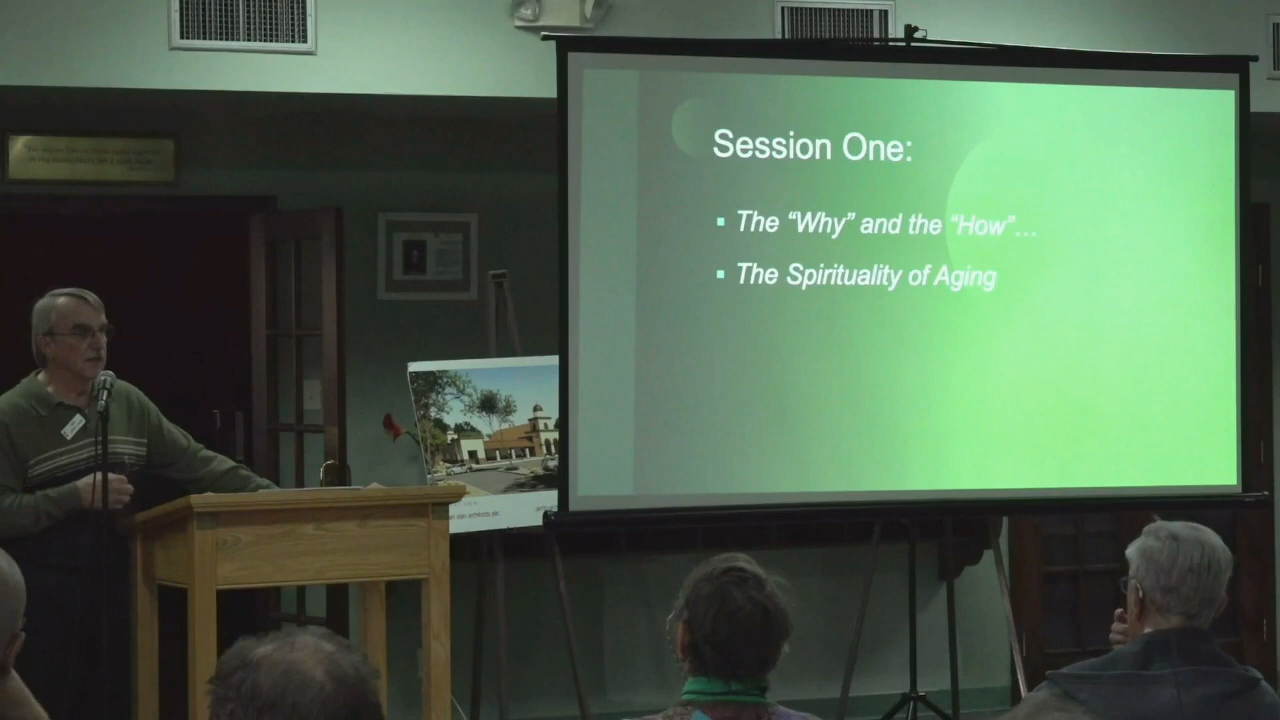 Session One:
▪ The “Why” and the “How”…
▪ The Spirituality of Aging